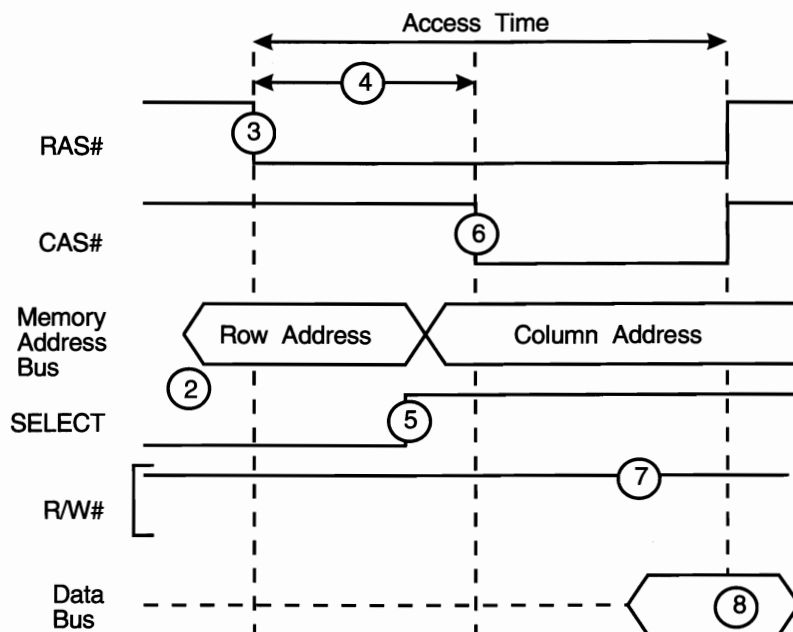 Access Time
4
3
RAS#
6
CAS#
Memory
Address
Bus
Row Address
Column Address
2
SELECT
5
7
R/W#
Data
Bus
8